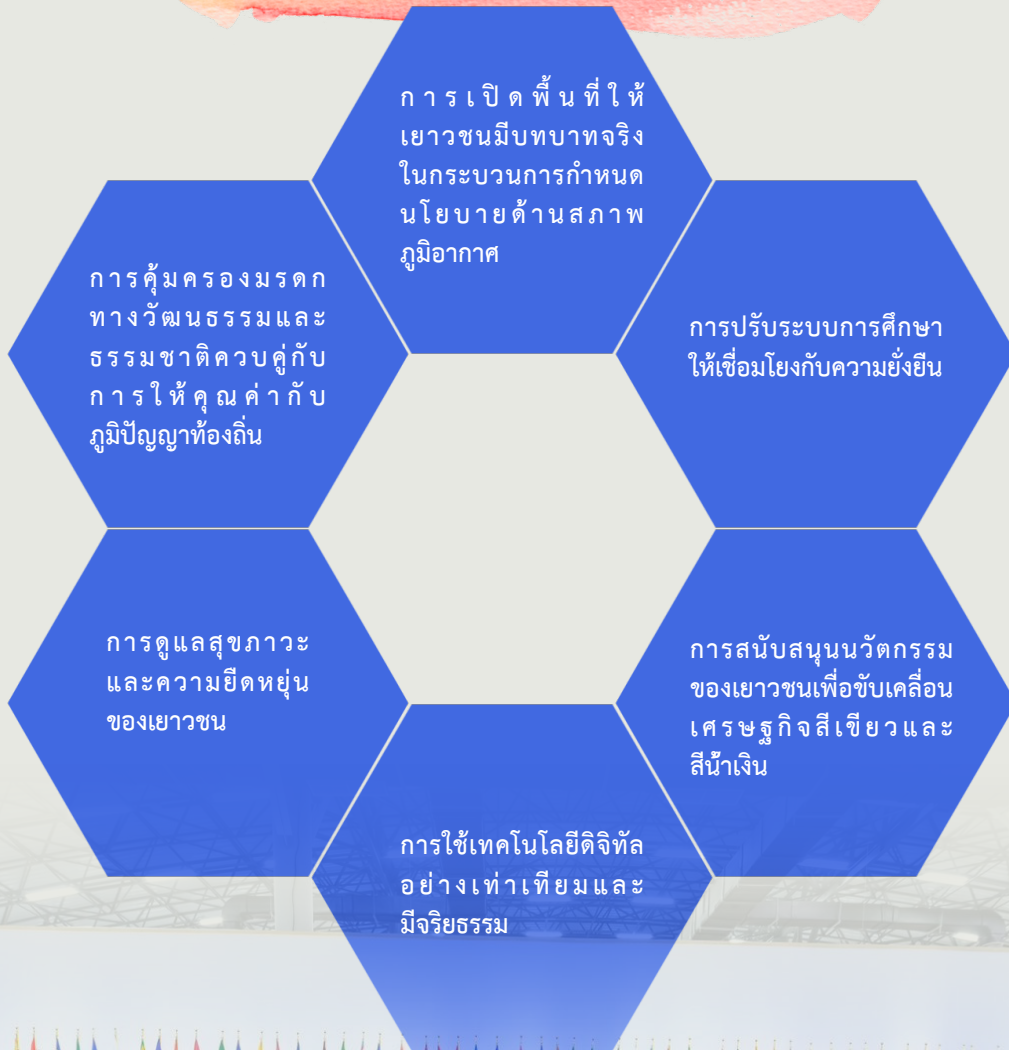 การเปิดพื้นที่ให้
เยาวชนมีบทบาทจริง
ในกระบวนการกำหนด
นโยบายด้านสภาพ
ภูมิอากาศ
การปรับระบบการศึกษา
ให้เชื่อมโยงกับความยั่งยืน
การสนับสนุนนวัตกรรม
ของเยาวชนเพื่อขับเคลื่อน
เศรษฐกิจสีเขียวและ
สีน้ำเงิน
การใช้เทคโนโลยีดิจิทัล
อย่างเท่าเทียมและ
มีจริยธรรม
การดูแลสุขภาวะ
และความยืดหยุ่น
ของเยาวชน
การคุ้มครองมรดก
ทางวัฒนธรรมและ
ธรรมชาติควบคู่กับ
การให้คุณค่ากับ
ภูมิปัญญาท้องถิ่น